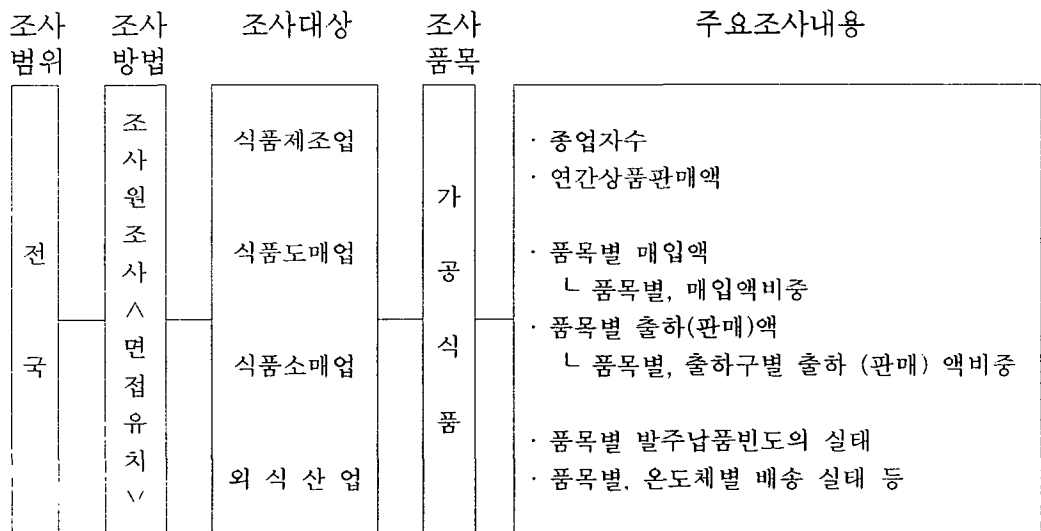 조사 범위
조사 방법
조사대상
조사 품목
주요조사내용
전국
조사원조사(면접유치)
식품제조업
식품도매업
식품소매업
외 식 산 업
가공식품
· 종업자수
· 연간상품판매액
· 품목별 매입액
└ 품목별, 매입액비중
· 품목별 출하(판매)액
└ 품목별, 출하구별 출하 (판매) 액비중
· 품목별 발주납품빈도의 실태
· 품목별, 온도체별 배송 실태 등